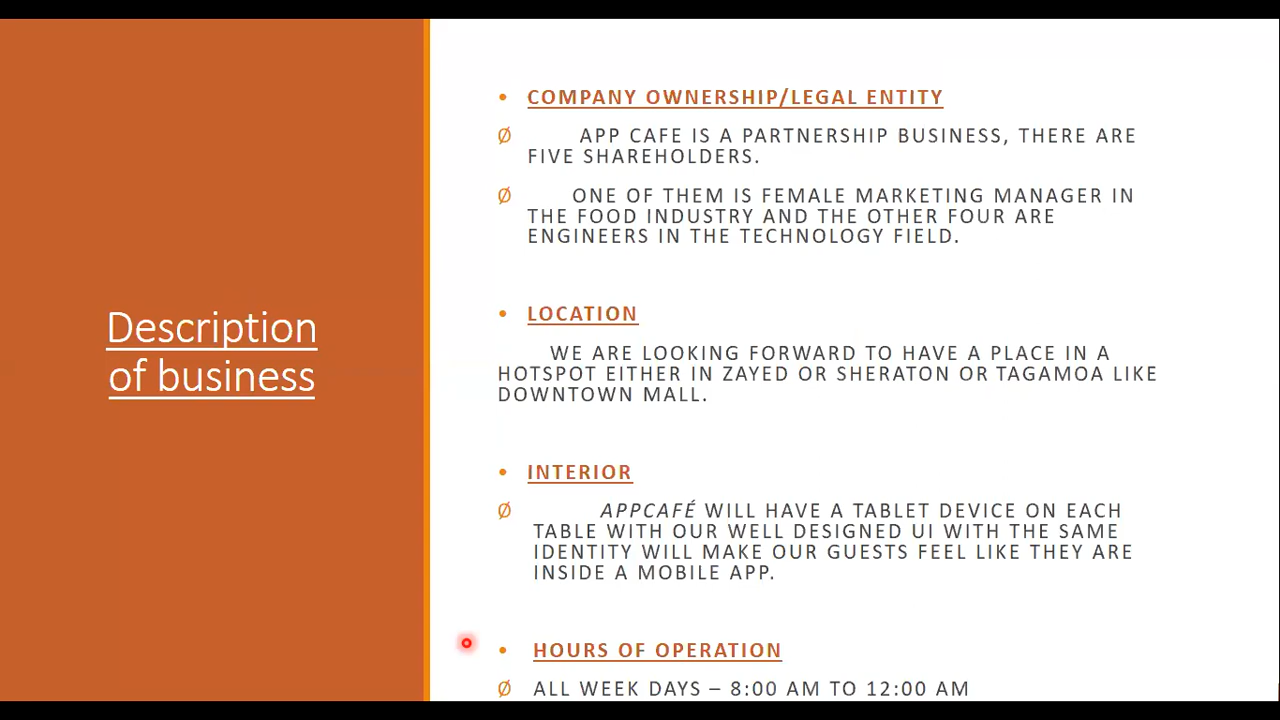 Description
of business
• COMPANY OWNERSHIP/LEGAL ENTITY
Ø APP CAFE IS A PARTNERSHIP BUSINESS, THERE ARE
FIVE SHAREHOLDERS.
Ø ONE OF THEM IS FEMALE MARKETING MANAGER IN
THE FOOD INDUSTRY AND THE OTHER FOUR ARE
ENGINEERS IN THE TECHNOLOGY FIELD.
• LOCATION
WE ARE LOOKING FORWARD TO HAVE A PLACE IN A
HOTSPOT EITHER IN ZAYED OR SHERATON OR TAGAMOA LIKE
DOWNTOWN MALL.
• INTERIOR
Ø APPCAFÉ WILL HAVE A TABLET DEVICE ON EACH
TABLE WITH OUR WELL DESIGNED UI WITH THE SAME
IDENTITY WILL MAKE OUR GUESTS FEEL LIKE THEY ARE
INSIDE A MOBILE APP.
• HOURS OF OPERATION
Ø ALL WEEK DAYS – 8:00 AM TO 12:00 AM